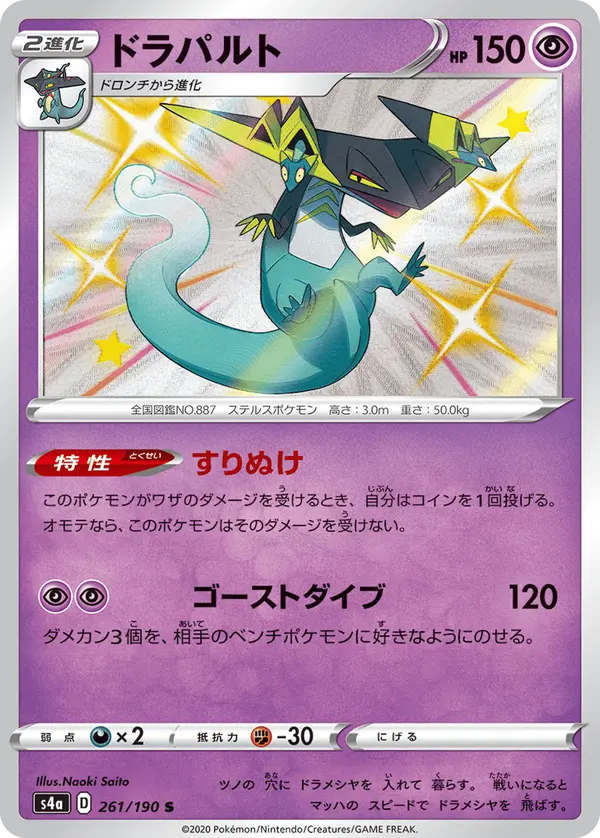 2進化 ドラパルト HP150
ドロンチから進化
全国図鑑NO.887 ステルスポケモン 高さ：3.0m 重さ：50.0kg
特性 とくせい すりぬけ
このポケモンがワザのダメージを受けるとき、自分はコインを1回投げる。
オモテなら、このポケモンはそのダメージを受けない。
ゴーストダイブ 120
ダメカン3個を、相手のベンチポケモンに好きなようにのせる。
弱点 ×2 抵抗力 -30 にげる
Illus.Naoki Saito
ツノの 穴に ドラメシヤを 入れて 暮らす。 戦いになると
マッハの スピードで ドラメシヤを 飛ばす。
s4a D 261/190 S
©2020 Pokémon/Nintendo/Creatures/GAME FREAK.